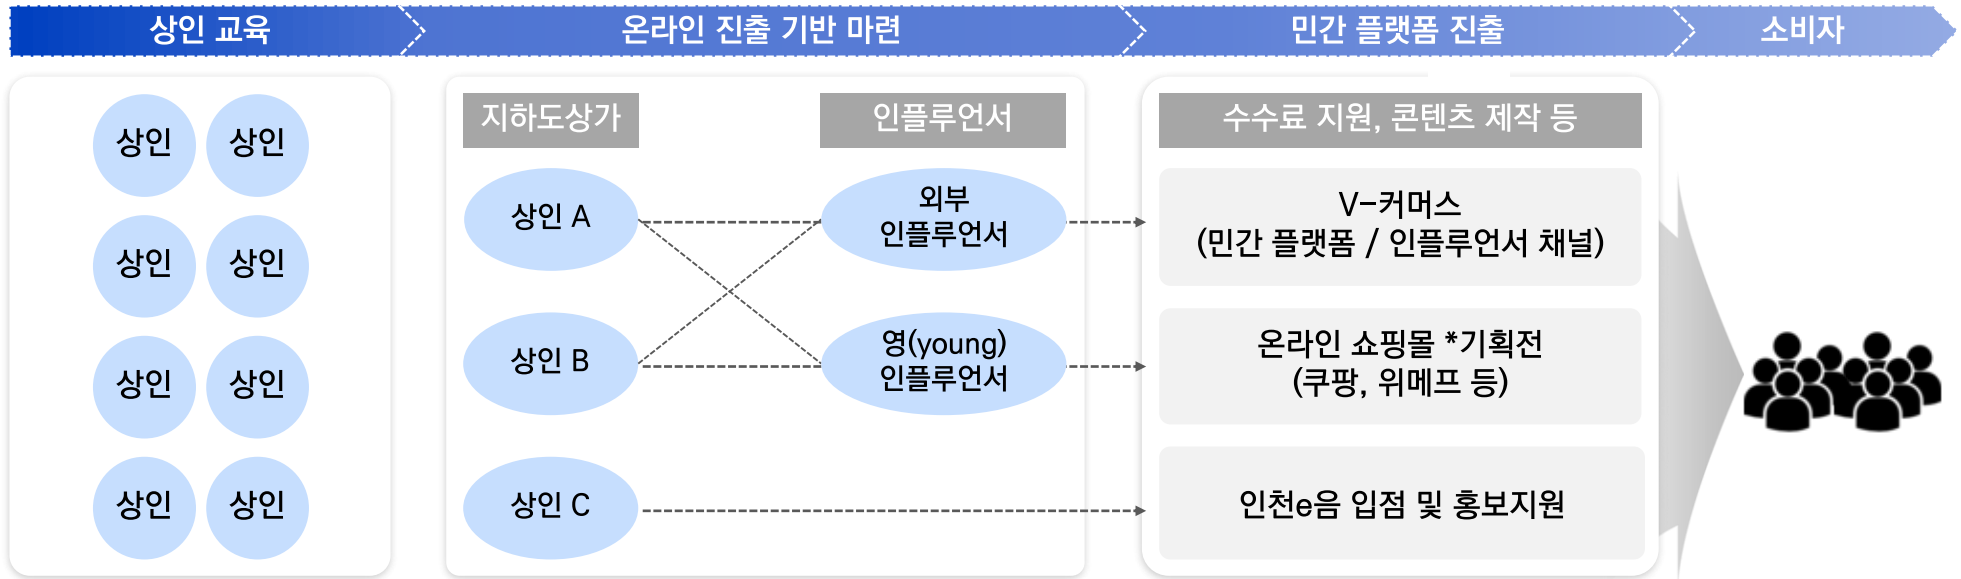 상인 교육
온라인 진출 기반 마련
민간 플랫폼 진출
소비자
상인 상인
상인 상인
상인 상인
상인 상인
지하도상가
인플루언서
상인 A
외부
인플루언서
상인 B
영(young)
인플루언서
상인 C
수수료 지원, 콘텐츠 제작 등
V-커머스
(민간 플랫폼 / 인플루언서 채널)
온라인 쇼핑몰 *기획전
(쿠팡, 위메프 등)
인천e음 입점 및 홍보지원